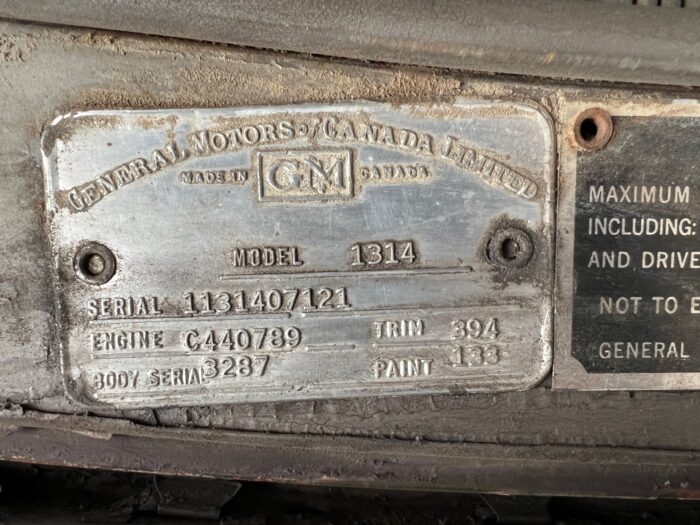 GENERAL MOTORS of CANADA LIMITED
MADE IN GM CANADA
MODEL 1314
SERIAL 1131407121
ENGINE C440789 TRIM 394
BODY SERIAL 3287 PAINT 133
MAXIMUM
INCLUDING:
AND DRIVE
NOT TO E
GENERAL